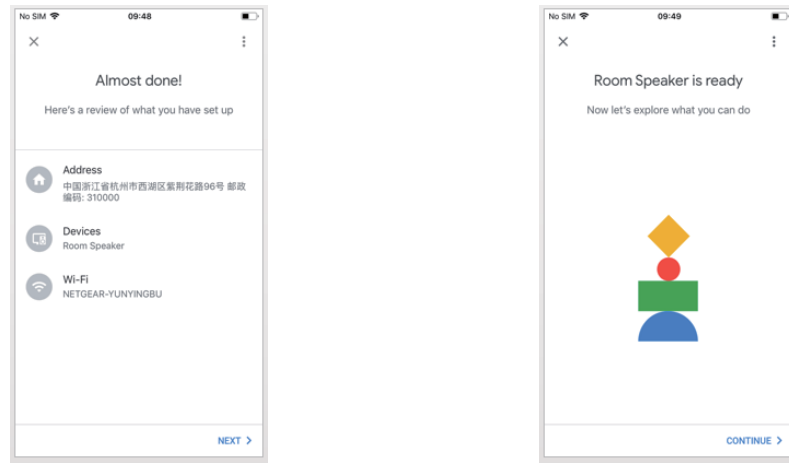 No SIM 09:48
Almost done!
Here's a review of what you have set up
Address
中国浙江省杭州市西湖区紫荆花路96号 邮政
编码: 310000
Devices
Room Speaker
Wi-Fi
NETGEAR-YUNYINGBU
NEXT
No SIM 09:49
Room Speaker is ready
Now let's explore what you can do
CONTINUE